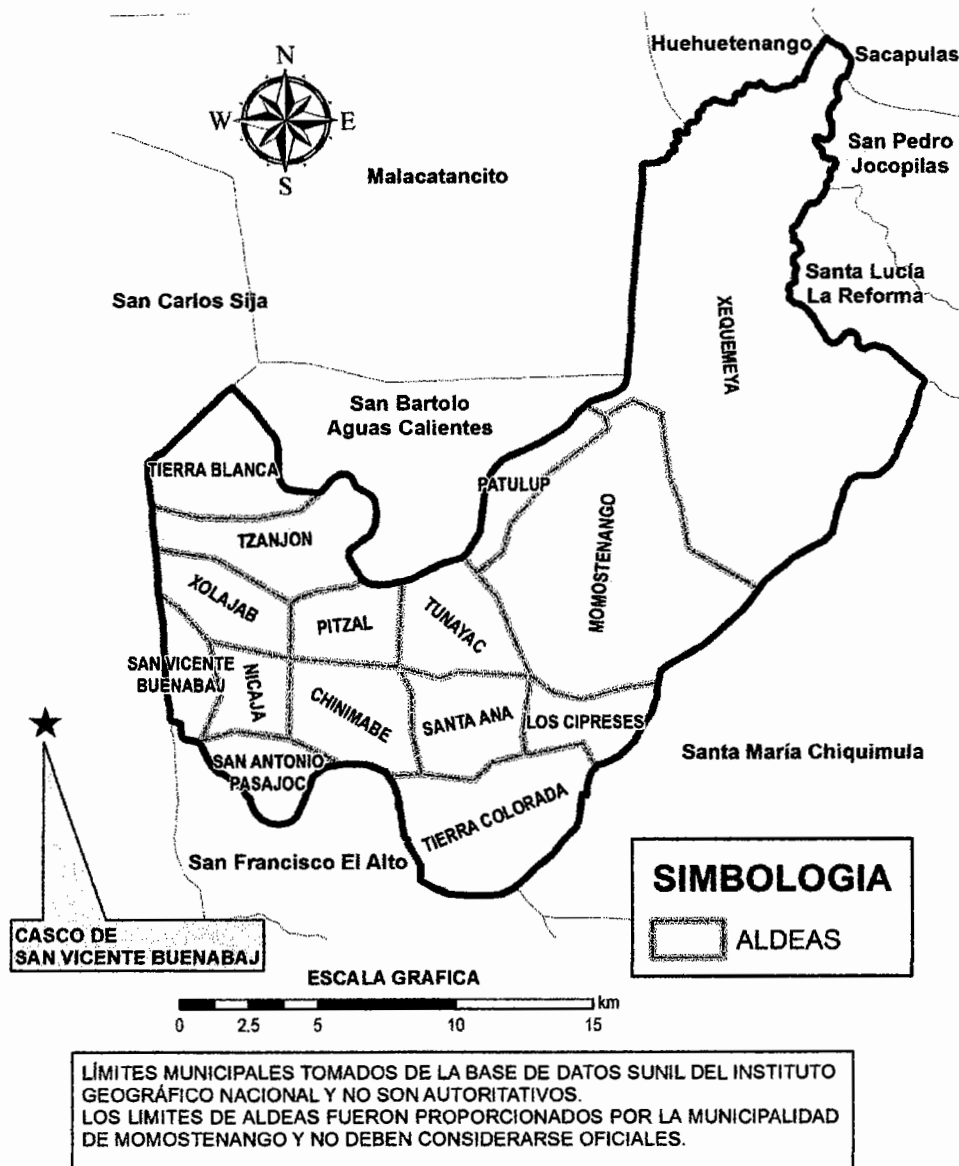 Huehuetenango
Sacapulas
N
W E
S
San Pedro
Jocopilas
Malacatancito
Santa Lucía
La Reforma
San Carlos Sija
XEQUEMEYA
San Bartolo
Aguas Calientes
TIERRA BLANCA
PATULUP
TZANJON
MOMOSTENANGO
XOLAJAB
PITZAL
TUNAYAC
SAN VICENTE
BUENABAJ
NICAJA
CHINIMABE
SANTA ANA
LOS CIPRESES
SAN ANTONIO
PASAJOC
Santa María Chiquimula
TIERRA COLORADA
San Francisco El Alto
SIMBOLOGIA
ALDEAS
CASCO DE
SAN VICENTE BUENABAJ
ESCALA GRAFICA
km
0 2.5 5 10 15
LÍMITES MUNICIPALES TOMADOS DE LA BASE DE DATOS SUNIL DEL INSTITUTO
GEOGRÁFICO NACIONAL Y NO SON AUTORITATIVOS.
LOS LIMITES DE ALDEAS FUERON PROPORCIONADOS POR LA MUNICIPALIDAD
DE MOMOSTENANGO Y NO DEBEN CONSIDERARSE OFICIALES.